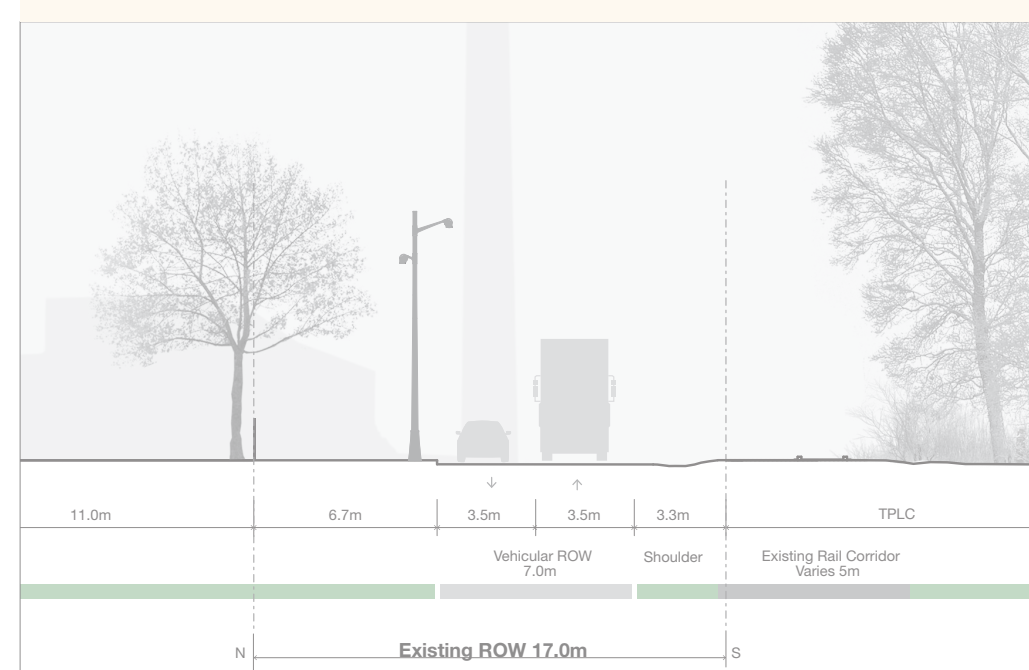 11.0m 6.7m 3.5m 3.5m 3.3m TPLC
Vehicular ROW Shoulder Existing Rail Corridor
7.0m Varies 5m
N Existing ROW 17.0m S